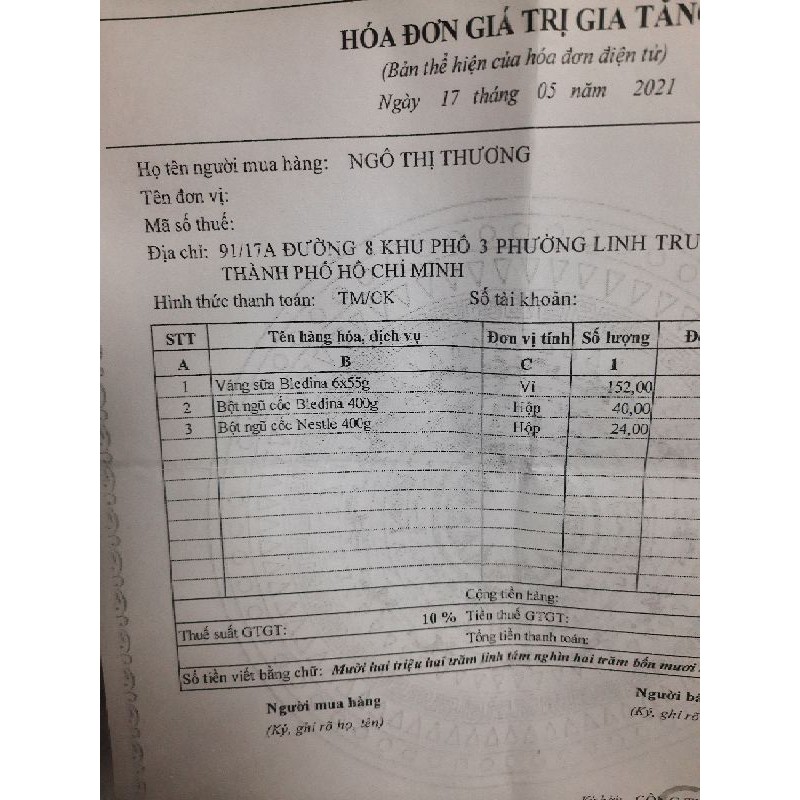 HÓA ĐƠN GIÁ TRỊ GIA TĂNG
(Bản thể hiện của hóa đơn điện tử)
Ngày 17 tháng 05 năm 2021
Họ tên người mua hàng: NGÔ THỊ THƯƠNG
Tên đơn vị:
Mã số thuế:
Địa chỉ: 91/17A ĐƯỜNG 8 KHU PHỐ 3 PHƯỜNG LINH TRU
THÀNH PHỐ HỒ CHÍ MINH
Hình thức thanh toán: TM/CK Số tài khoản:
STT Tên hàng hóa, dịch vụ Đơn vị tính Số lượng
A B C 1
1 Váng sữa Bledina 6x55g Vỉ 152,00
2 Bột ngũ cốc Bledina 400g Hộp 40,00
3 Bột ngũ cốc Nestle 400g Hộp 24,00
Cộng tiền hàng:
Thuế suất GTGT: 10 % Tiền thuế GTGT:
Tổng tiền thanh toán:
Số tiền viết bằng chữ: Mười hai triệu hai trăm linh tám nghìn hai trăm bốn mươi
Người mua hàng Người bá
(Ký, ghi rõ họ, tên) (Ký, ghi rõ